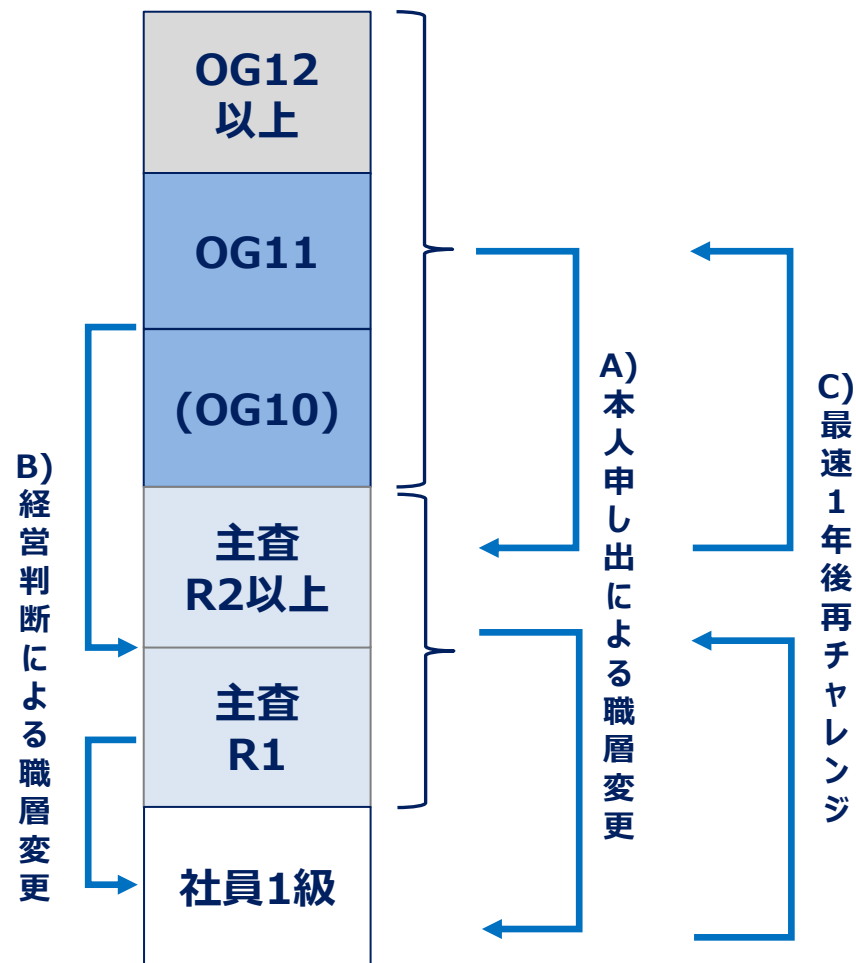 OG12
以上
OG11
(OG10)
主査
R2以上
主査
R1
社員1級
B)経営判断による職層変更
A)本人申し出による職層変更
C)最速1年後再チャレンジ